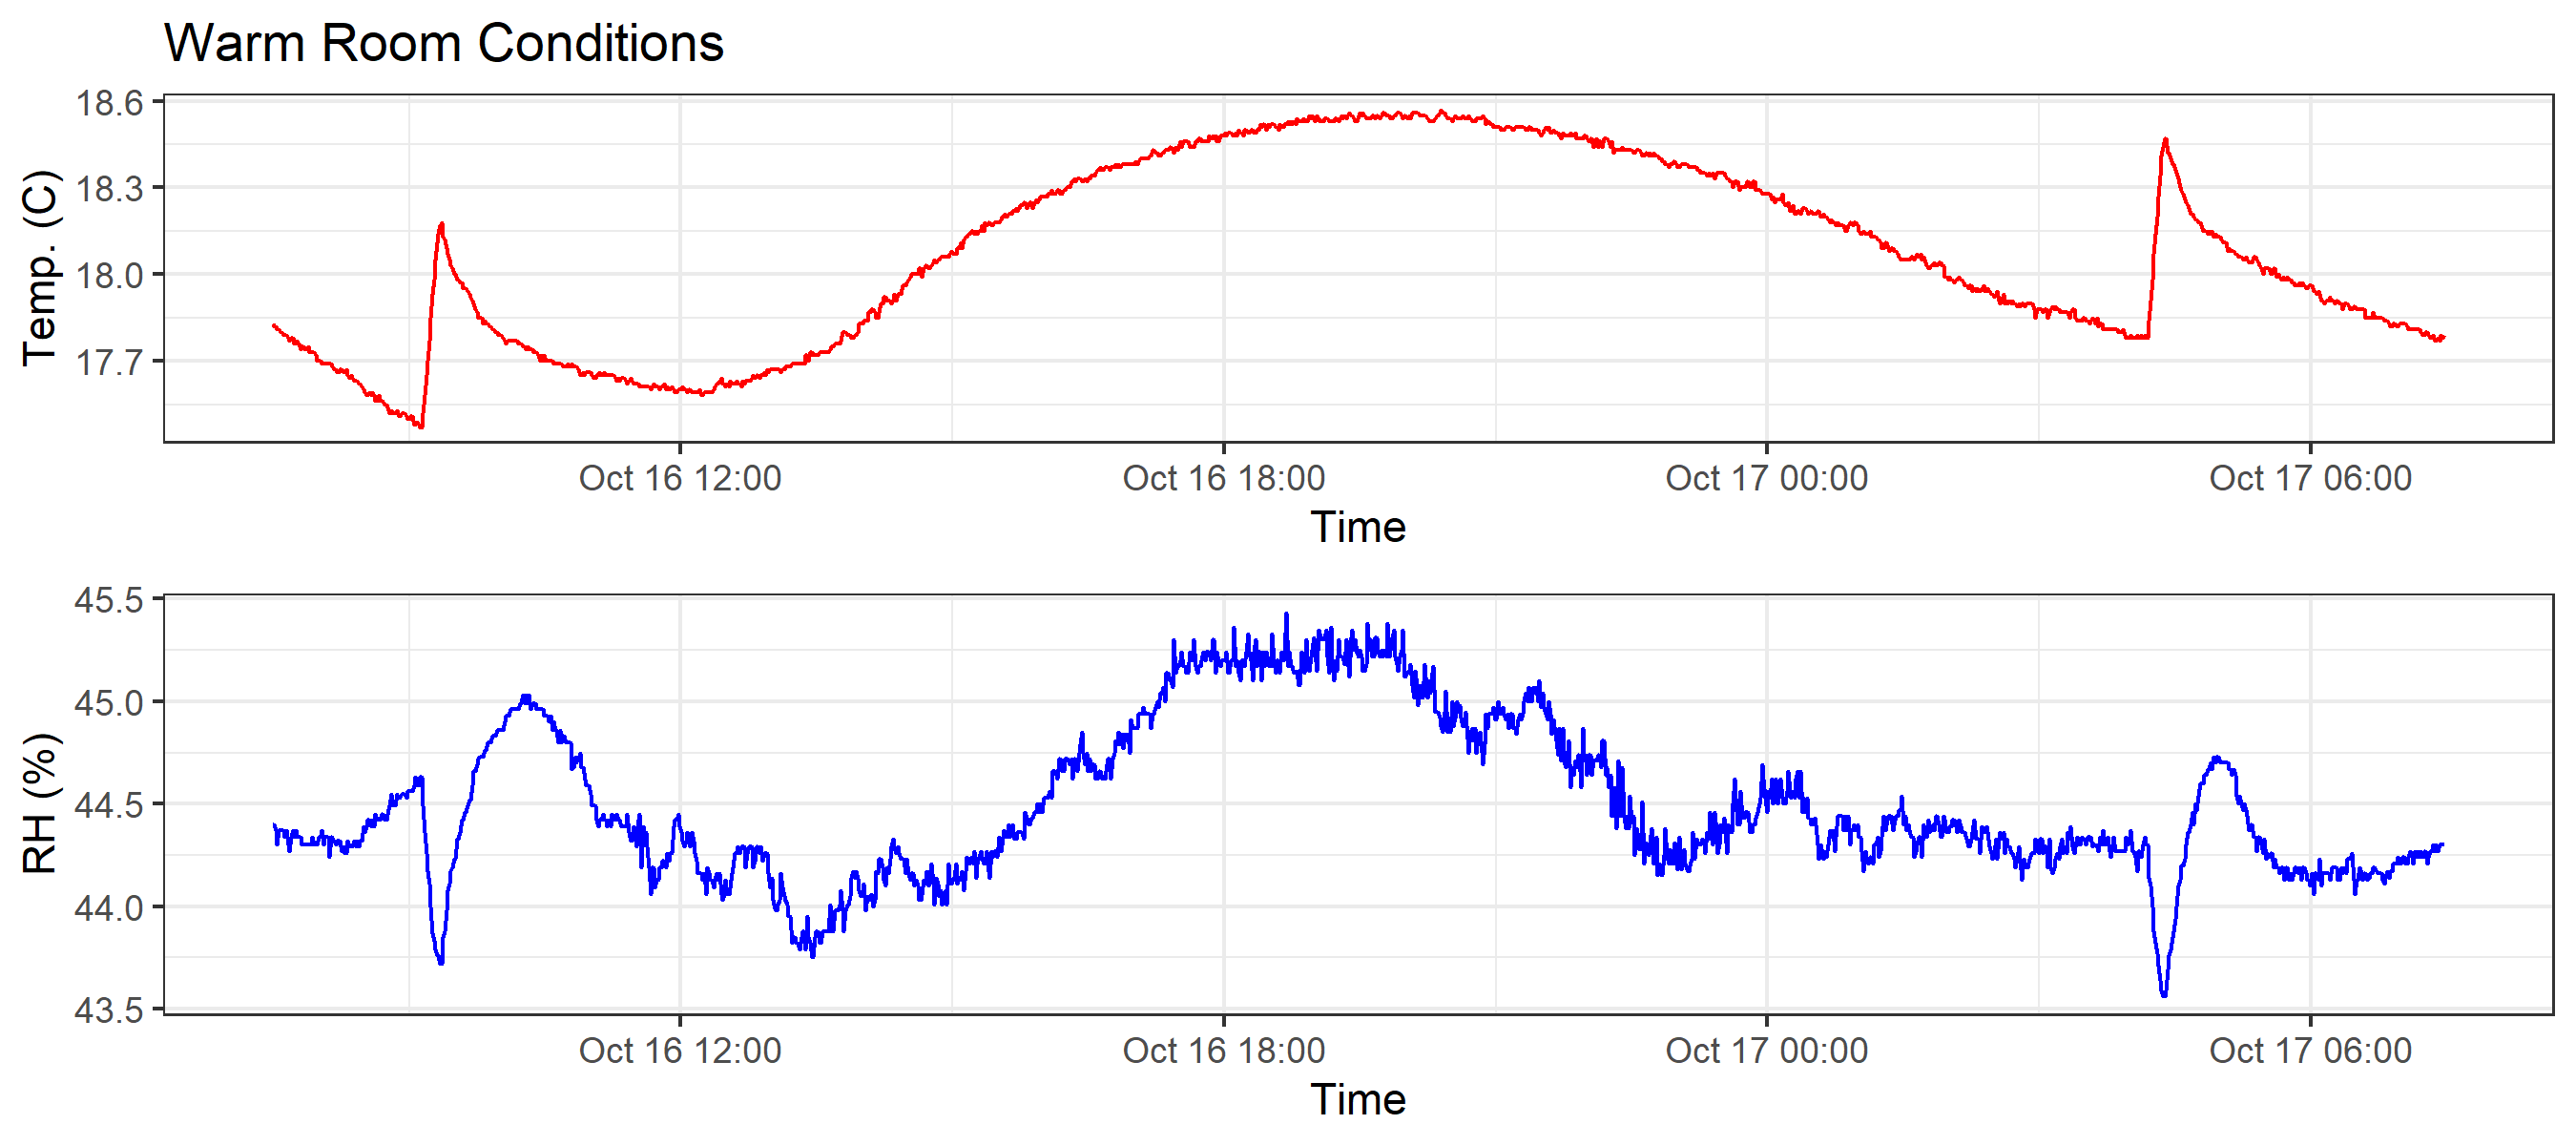 Warm Room Conditions
Temp. (C)
18.6
18.3
18.0
17.7
Oct 16 12:00
Oct 16 18:00
Oct 17 00:00
Oct 17 06:00
Time
RH (%)
45.5
45.0
44.5
44.0
43.5
Oct 16 12:00
Oct 16 18:00
Oct 17 00:00
Oct 17 06:00
Time